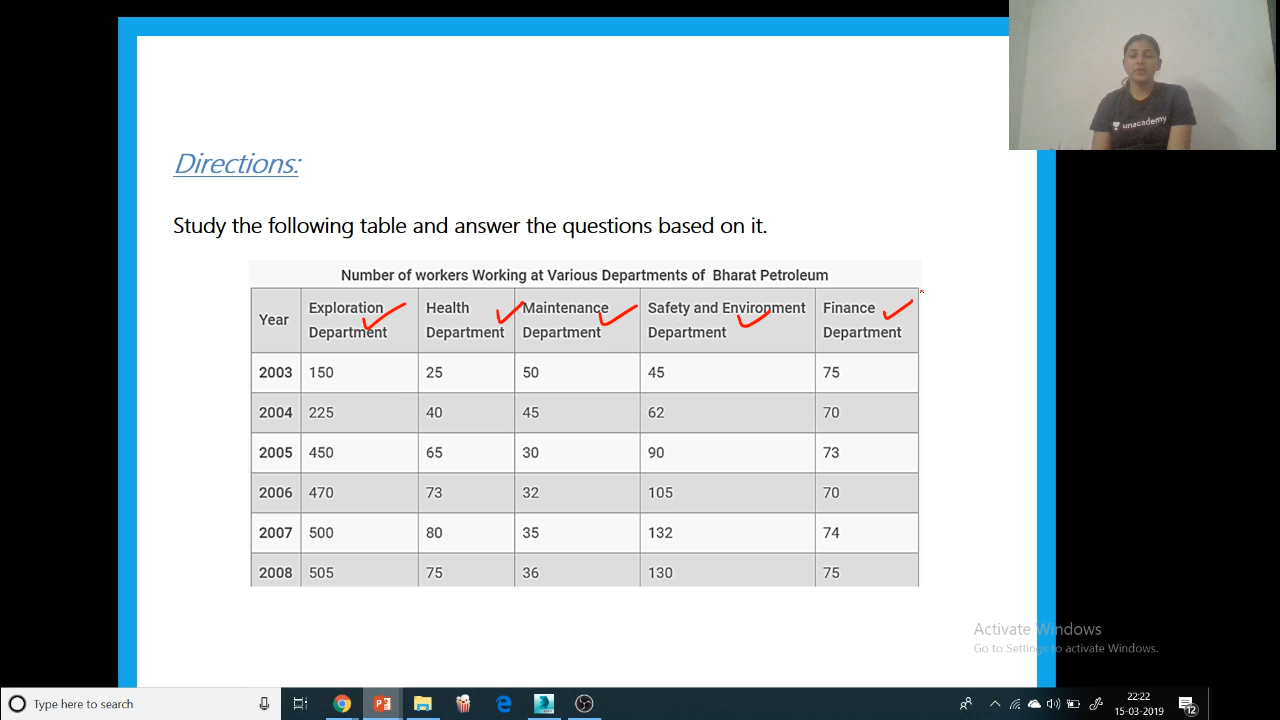 unacademy
Directions:
Study the following table and answer the questions based on it.
Number of workers Working at Various Departments of Bharat Petroleum
Year Exploration Department Health Department Maintenance Department Safety and Environment Department Finance Department
2003 150 25 50 45 75
2004 225 40 45 62 70
2005 450 65 30 90 73
2006 470 73 32 105 70
2007 500 80 35 132 74
2008 505 75 36 130 75
Activate Windows
Go to Settings to activate Windows.
Type here to search
22:22
15-03-2019
12